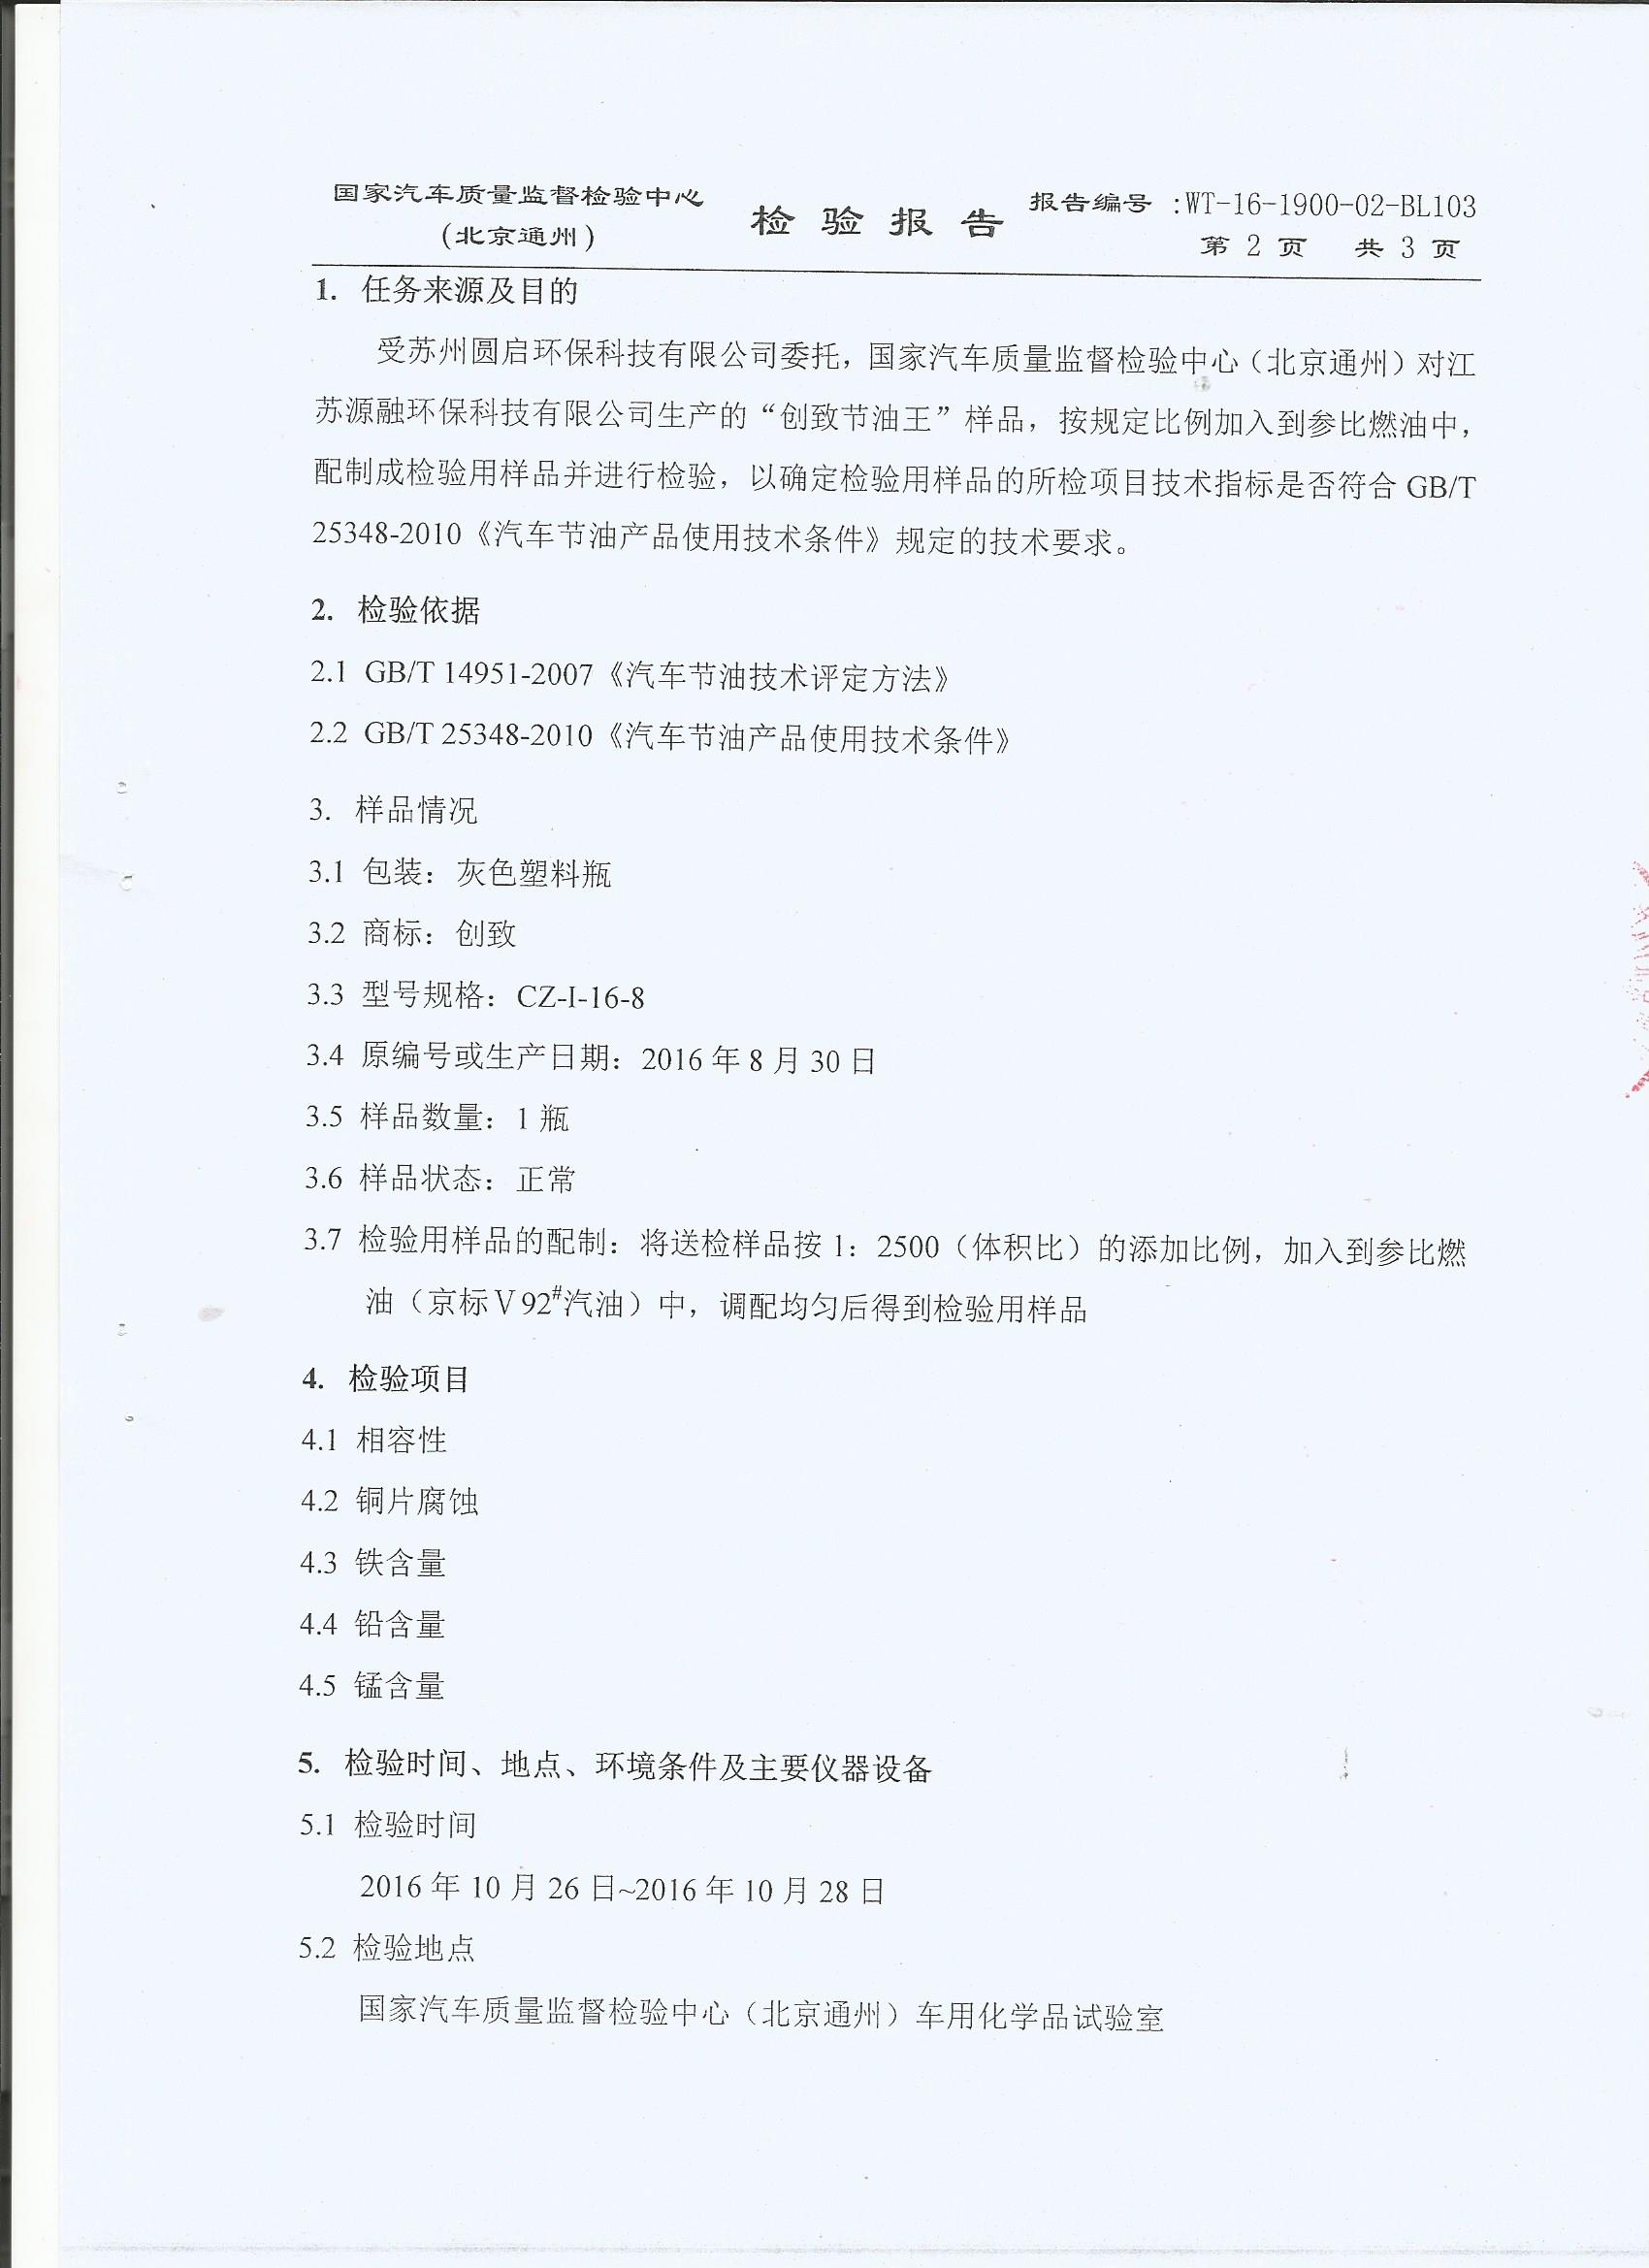 国家汽车质量监督检验中心
(北京通州)
检验报告
报告编号 :WT-16-1900-02-BL103
第 2 页 共 3 页
1. 任务来源及目的
受苏州圆启环保科技有限公司委托，国家汽车质量监督检验中心（北京通州）对江
苏源融环保科技有限公司生产的“创致节油王”样品，按规定比例加入到参比燃油中，
配制成检验用样品并进行检验，以确定检验用样品的所检项目技术指标是否符合 GB/T
25348-2010《汽车节油产品使用技术条件》规定的技术要求。
2. 检验依据
2.1 GB/T 14951-2007《汽车节油技术评定方法》
2.2 GB/T 25348-2010《汽车节油产品使用技术条件》
3. 样品情况
3.1 包装：灰色塑料瓶
3.2 商标：创致
3.3 型号规格：CZ-I-16-8
3.4 原编号或生产日期：2016 年 8 月 30 日
3.5 样品数量：1 瓶
3.6 样品状态：正常
3.7 检验用样品的配制：将送检样品按 1：2500（体积比）的添加比例，加入到参比燃
油（京标Ⅴ92#汽油）中，调配均匀后得到检验用样品
4. 检验项目
4.1 相容性
4.2 铜片腐蚀
4.3 铁含量
4.4 铅含量
4.5 锰含量
5. 检验时间、地点、环境条件及主要仪器设备
5.1 检验时间
2016 年 10 月 26 日~2016 年 10 月 28 日
5.2 检验地点
国家汽车质量监督检验中心（北京通州）车用化学品试验室